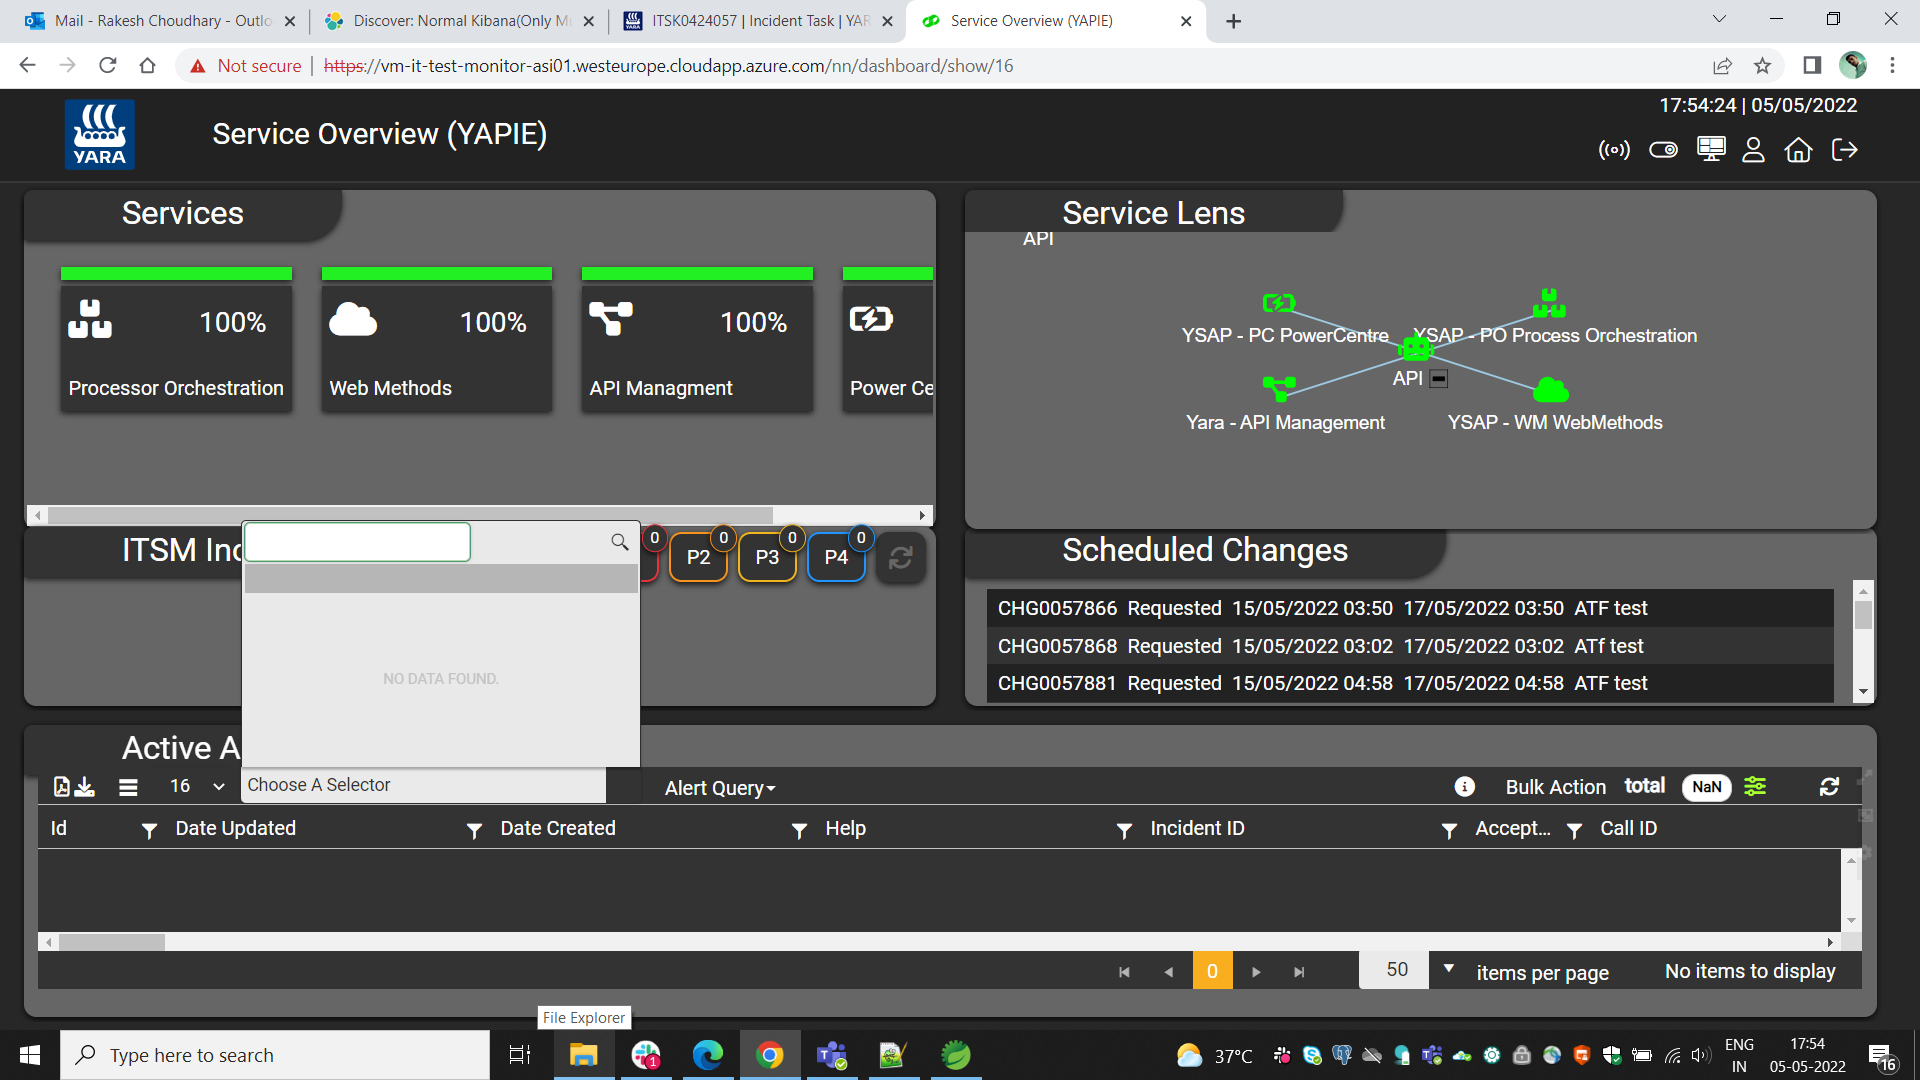 Mail - Rakesh Choudhary - Outlo
Discover: Normal Kibana(Only M
ITSK0424057 | Incident Task | YAR
Service Overview (YAPIE)
Not secure
https://vm-it-test-monitor-asi01.westeurope.cloudapp.azure.com/nn/dashboard/show/16
YARA
Service Overview (YAPIE)
17:54:24 | 05/05/2022
Services
100%
Processor Orchestration
100%
Web Methods
100%
API Managment
Power Ce
Service Lens
API
YSAP - PC PowerCentre
YSAP - PO Process Orchestration
API
Yara - API Management
YSAP - WM WebMethods
ITSM Inc
0
P2 0
P3 0
P4 0
NO DATA FOUND.
Scheduled Changes
CHG0057866 Requested 15/05/2022 03:50 17/05/2022 03:50 ATF test
CHG0057868 Requested 15/05/2022 03:02 17/05/2022 03:02 ATf test
CHG0057881 Requested 15/05/2022 04:58 17/05/2022 04:58 ATF test
Active A
16
Choose A Selector
Alert Query
Bulk Action total NaN
Id Date Updated Date Created Help Incident ID Accept... Call ID
0 50 items per page No items to display
File Explorer
Type here to search
1
37°C
ENG
IN
17:54
05-05-2022
16